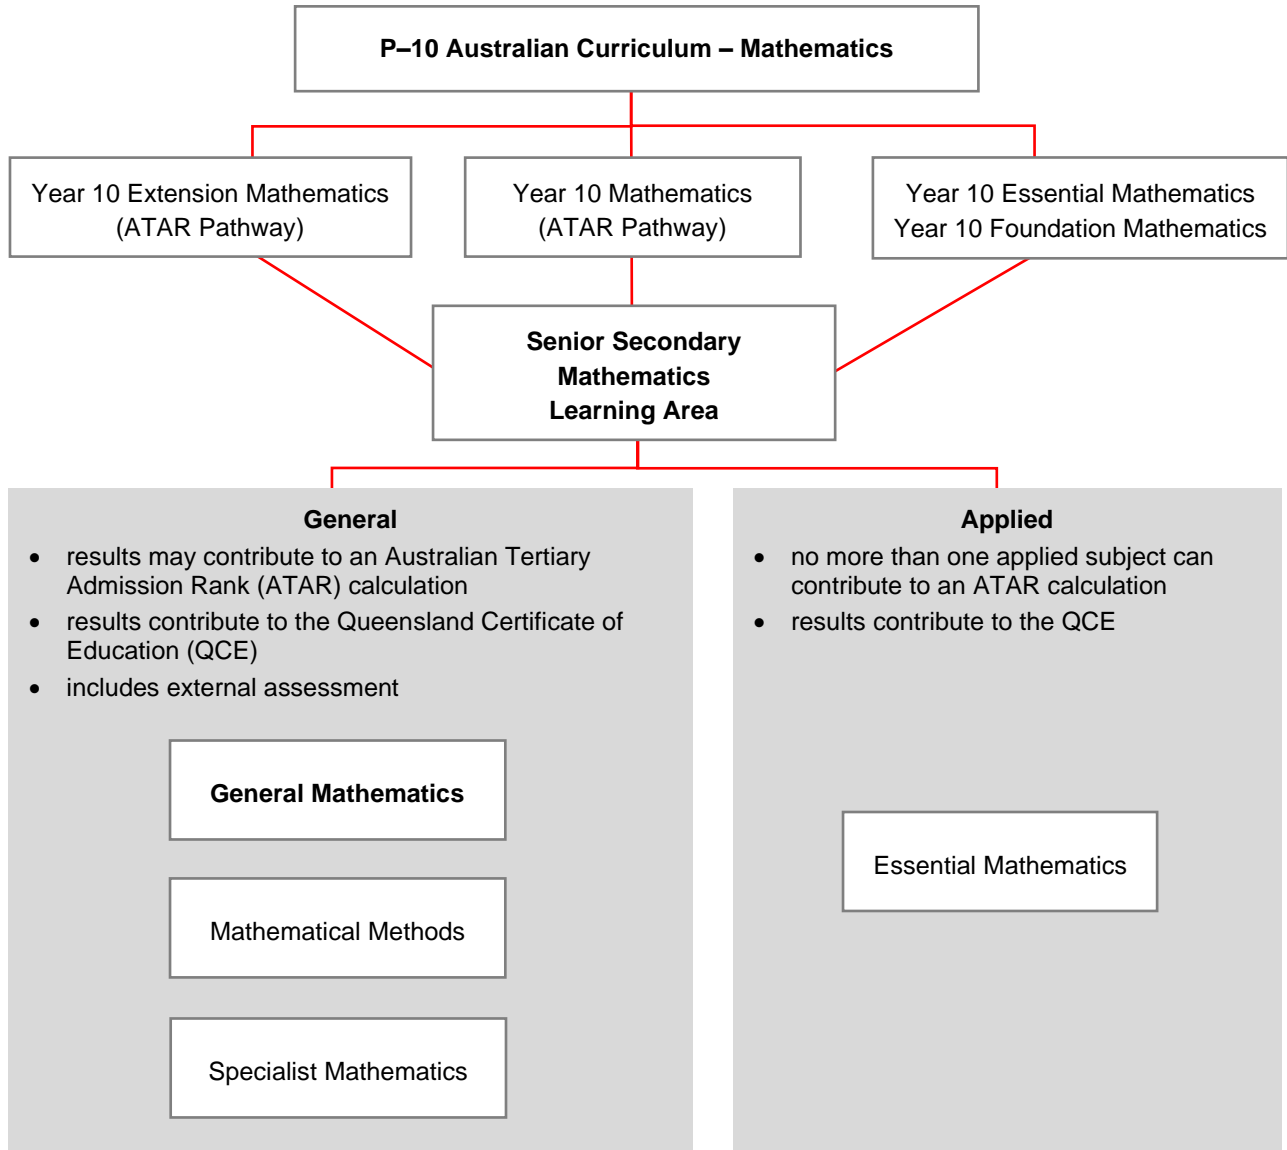 P–10 Australian Curriculum – Mathematics
Year 10 Extension Mathematics
(ATAR Pathway)
Year 10 Mathematics
(ATAR Pathway)
Year 10 Essential Mathematics
Year 10 Foundation Mathematics
Senior Secondary
Mathematics
Learning Area
General
• results may contribute to an Australian Tertiary
Admission Rank (ATAR) calculation
• results contribute to the Queensland Certificate of
Education (QCE)
• includes external assessment
General Mathematics
Mathematical Methods
Specialist Mathematics
Applied
• no more than one applied subject can
contribute to an ATAR calculation
• results contribute to the QCE
Essential Mathematics